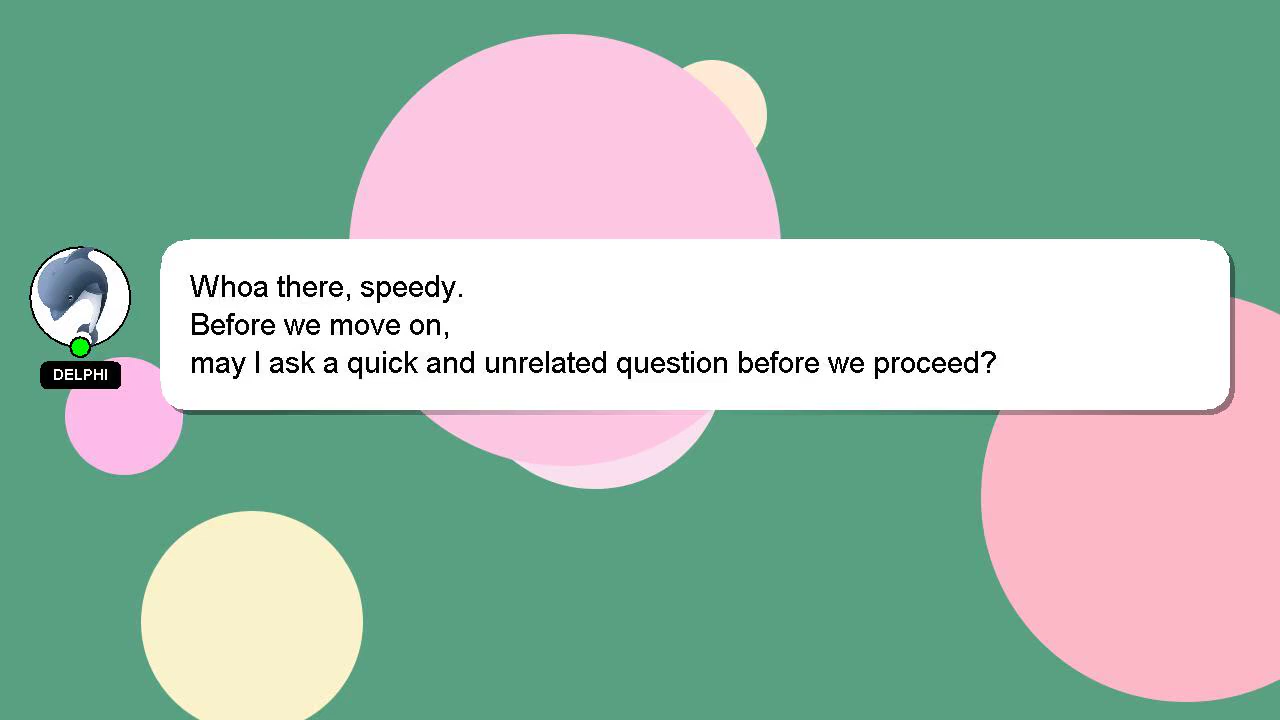 Whoa there, speedy.
Before we move on,
may I ask a quick and unrelated question before we proceed?
DELPHI